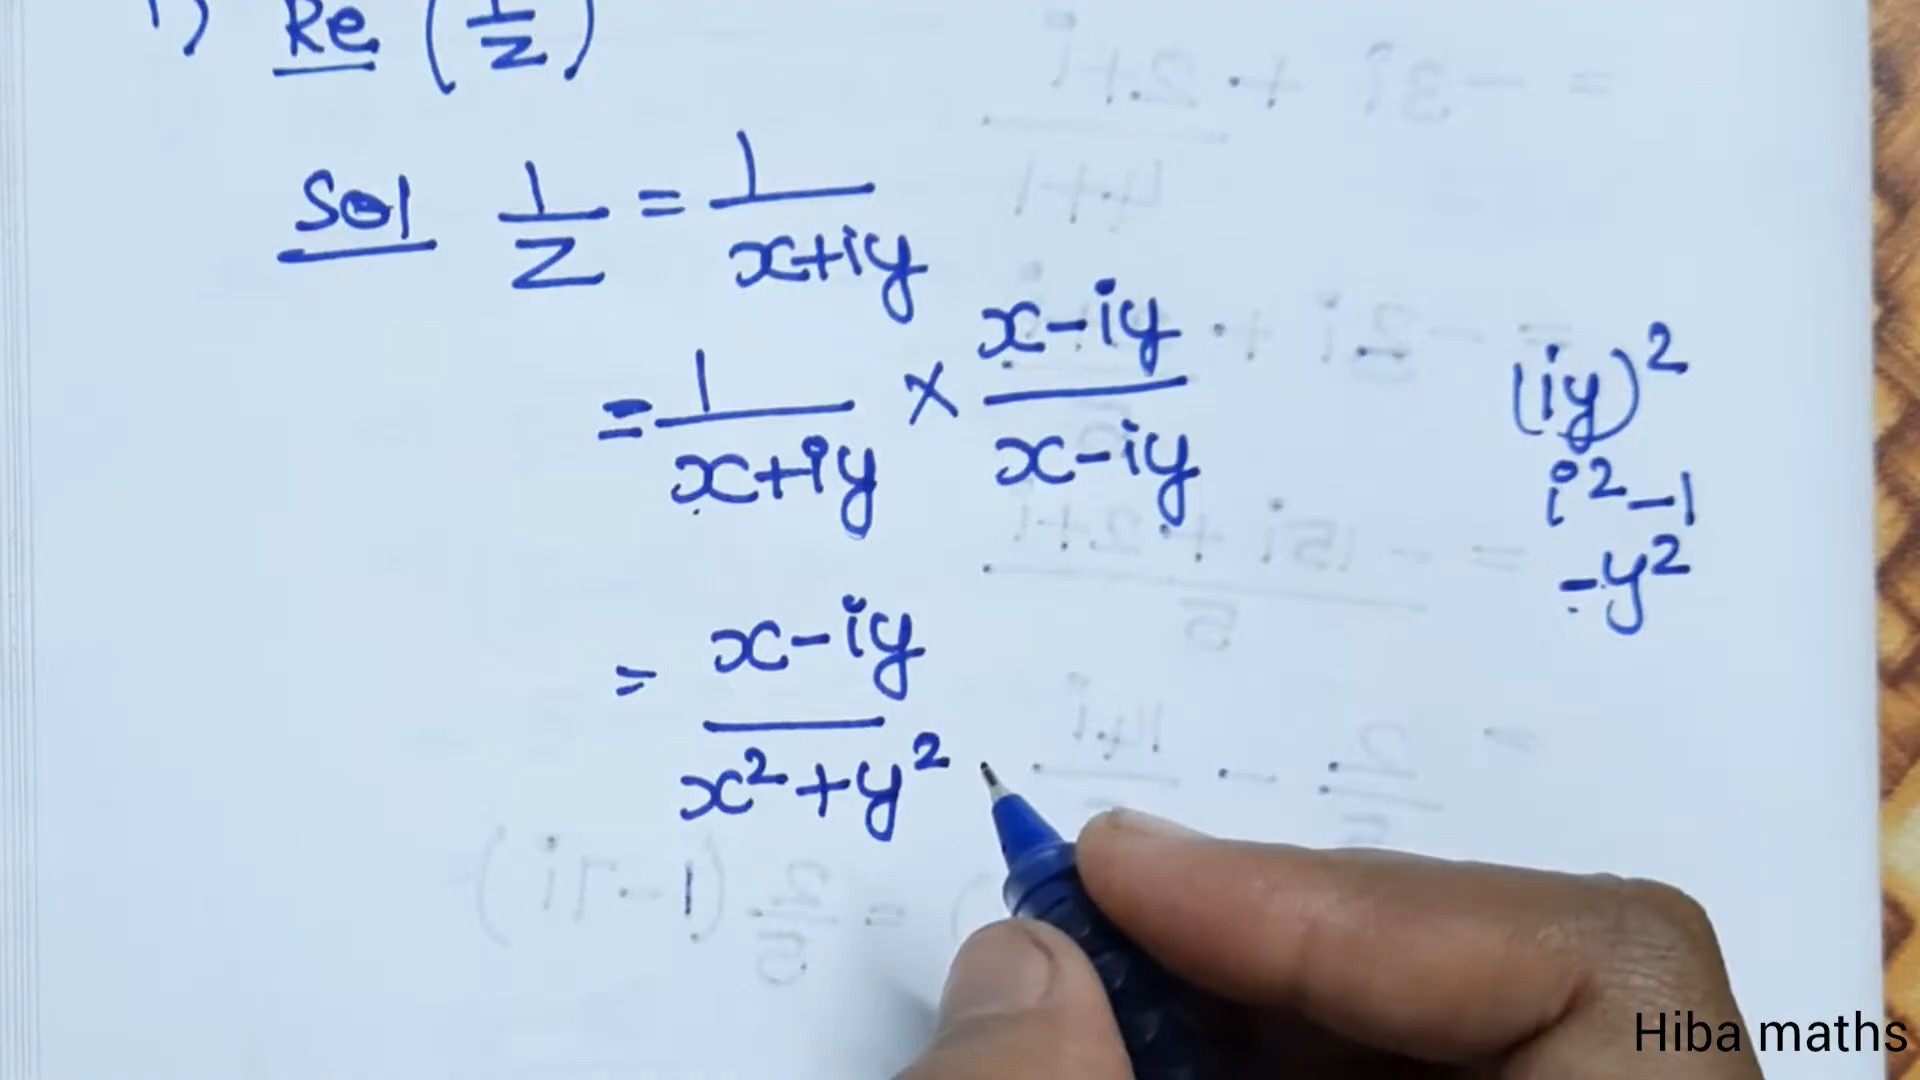 1) Re (1/z)
Sol 1/z = 1/x+iy
= 1/x+iy × x-iy/x-iy
(iy)²
i² -1
-y²
= x-iy/x²+y²
Hiba maths